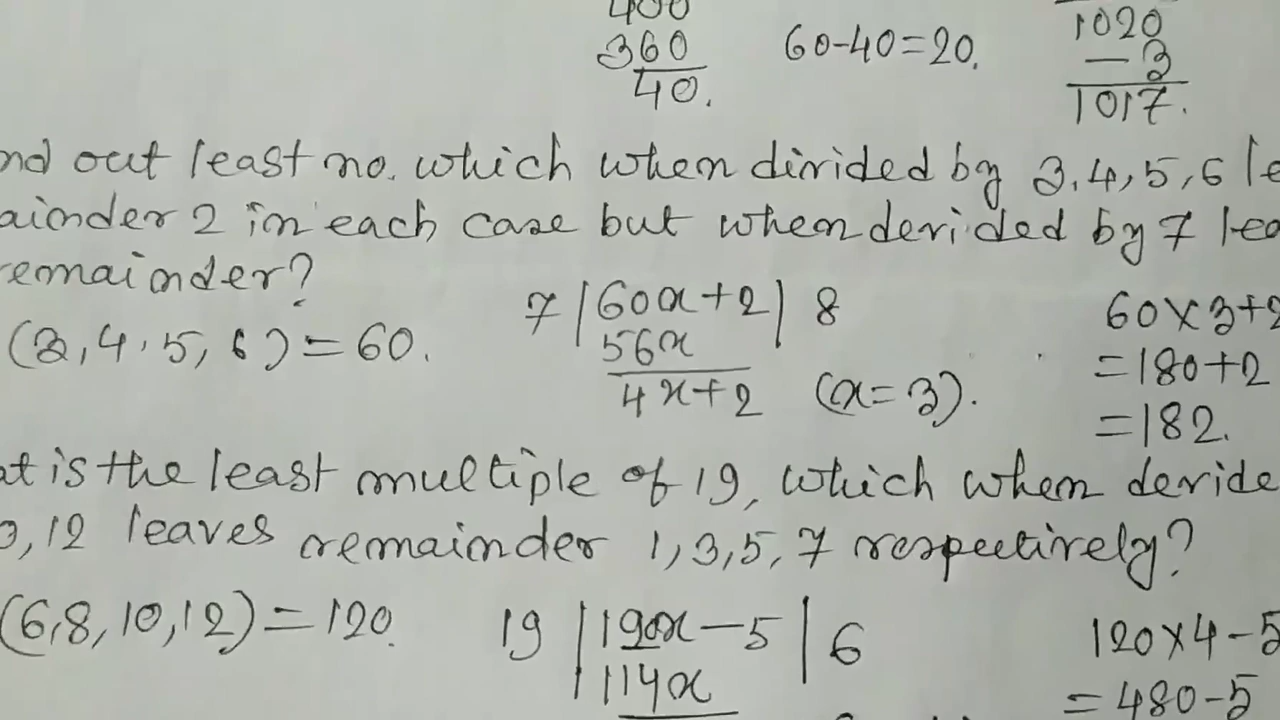 400
360
40.
60-40=20.
1020
-3
1017.
nd out least no. which when divided by 3,4,5,6 le
ainder 2 in each case but when derided by 7 lea
remainder?
(3,4,5,6)=60.
7 | 60x+2 | 8
56x
4x+2 (x=3).
60×3+2
=180+2
=182.
at is the least multiple of 19, which when deride
0,12 leaves remainder 1,3,5,7 respectively?
(6,8,10,12)=120.
19 | 120x-5 | 6
114x
120×4-5
=480-5